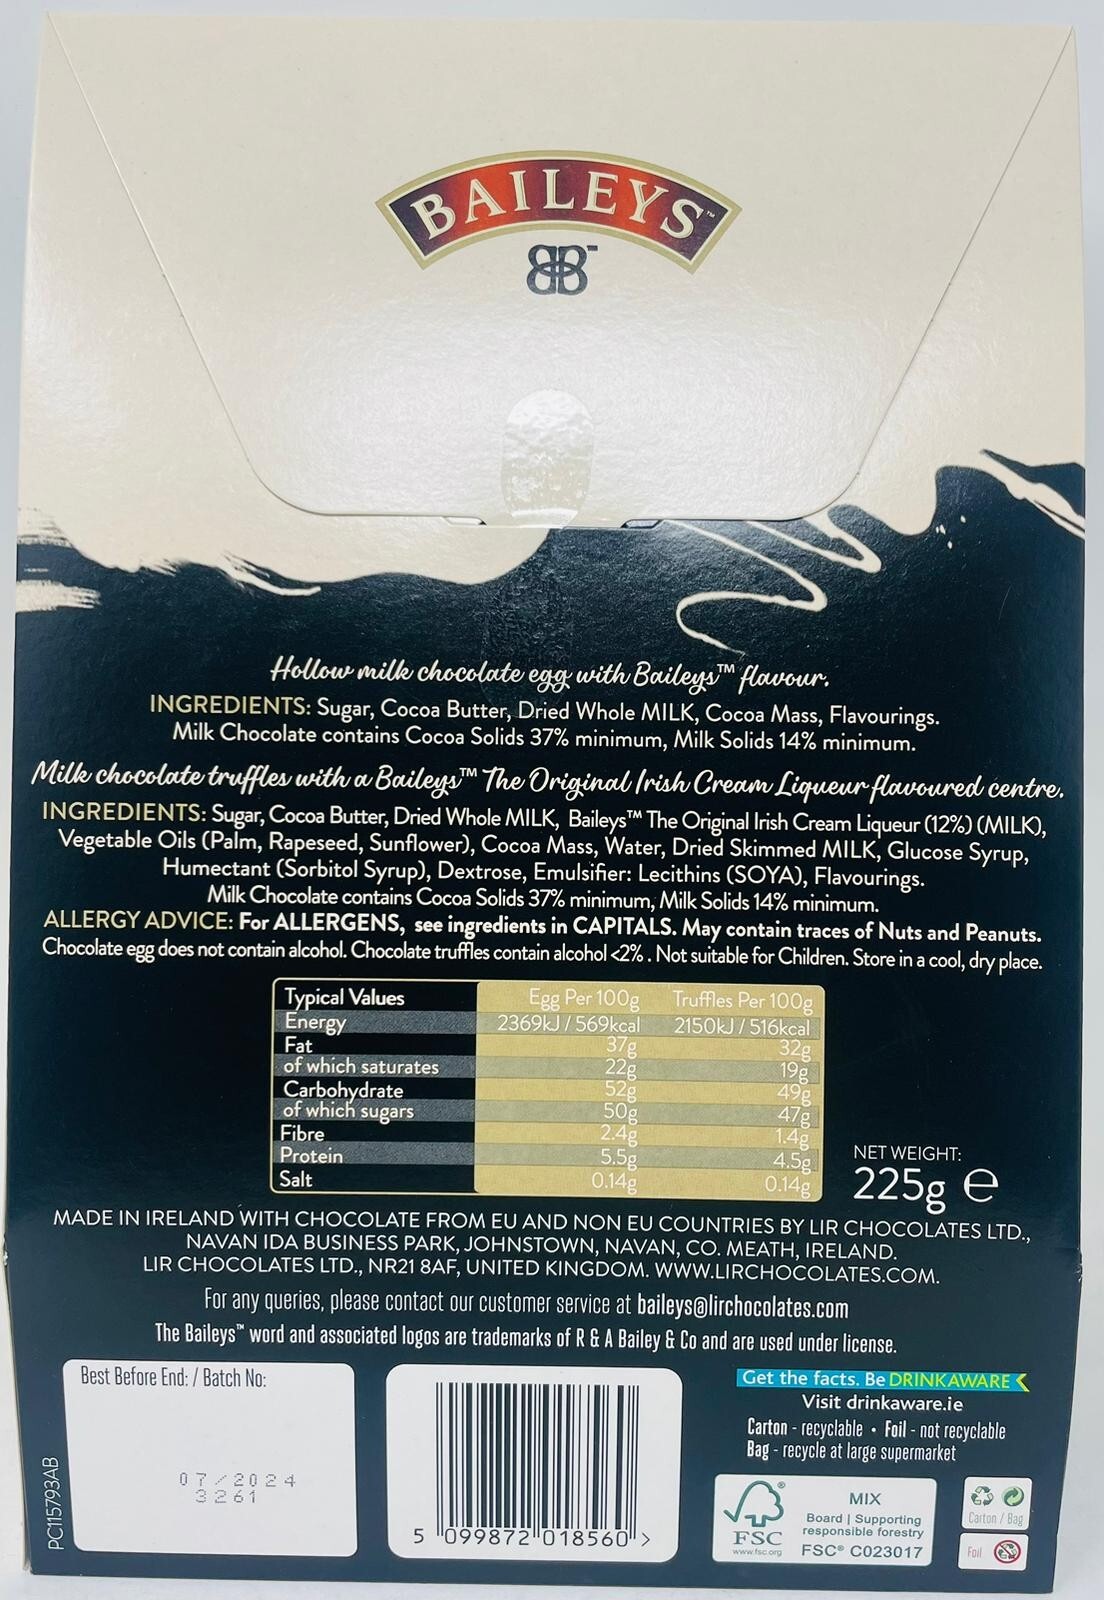 BAILEYS™
BB™
Hollow milk chocolate egg with Baileys™ flavour.
INGREDIENTS: Sugar, Cocoa Butter, Dried Whole MILK, Cocoa Mass, Flavourings.
Milk Chocolate contains Cocoa Solids 37% minimum, Milk Solids 14% minimum.
Milk chocolate truffles with a Baileys™ The Original Irish Cream Liqueur flavoured centre.
INGREDIENTS: Sugar, Cocoa Butter, Dried Whole MILK, Baileys™ The Original Irish Cream Liqueur (12%) (MILK),
Vegetable Oils (Palm, Rapeseed, Sunflower), Cocoa Mass, Water, Dried Skimmed MILK, Glucose Syrup,
Humectant (Sorbitol Syrup), Dextrose, Emulsifier: Lecithins (SOYA), Flavourings.
Milk Chocolate contains Cocoa Solids 37% minimum, Milk Solids 14% minimum.
ALLERGY ADVICE: For ALLERGENS, see ingredients in CAPITALS. May contain traces of Nuts and Peanuts.
Chocolate egg does not contain alcohol. Chocolate truffles contain alcohol <2% . Not suitable for Children. Store in a cool, dry place.
Typical Values Egg Per 100g Truffles Per 100g
Energy 2369kJ / 569kcal 2150kJ / 516kcal
Fat 37g 32g
of which saturates 22g 19g
Carbohydrate 52g 49g
of which sugars 50g 47g
Fibre 2.4g 1.4g
Protein 5.5g 4.5g
Salt 0.14g 0.14g
NET WEIGHT:
225g e
MADE IN IRELAND WITH CHOCOLATE FROM EU AND NON EU COUNTRIES BY LIR CHOCOLATES LTD.,
NAVAN IDA BUSINESS PARK, JOHNSTOWN, NAVAN, CO. MEATH, IRELAND.
LIR CHOCOLATES LTD., NR21 8AF, UNITED KINGDOM. WWW.LIRCHOCOLATES.COM.
For any queries, please contact our customer service at baileys@lirchocolates.com
The Baileys™ word and associated logos are trademarks of R & A Bailey & Co and are used under license.
Best Before End: / Batch No:
07/2024
3261
PC115793AB
5 099872 018560 >
Get the facts. Be DRINKAWARE
Visit drinkaware.ie
Carton - recyclable • Foil - not recyclable
Bag - recycle at large supermarket
FSC
www.fsc.org
MIX
Board | Supporting
responsible forestry
FSC® C023017
Carton / Bag
Foil